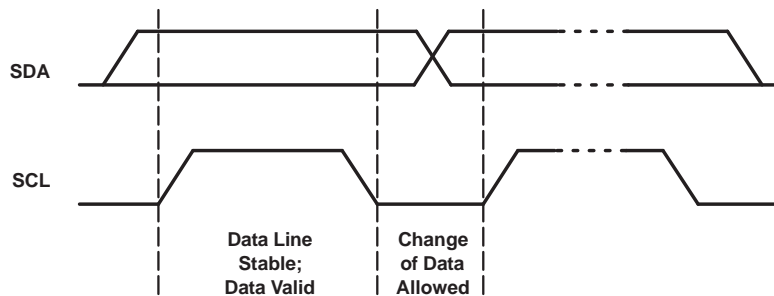 SDA
SCL
Data Line
Stable;
Data Valid
Change
of Data
Allowed